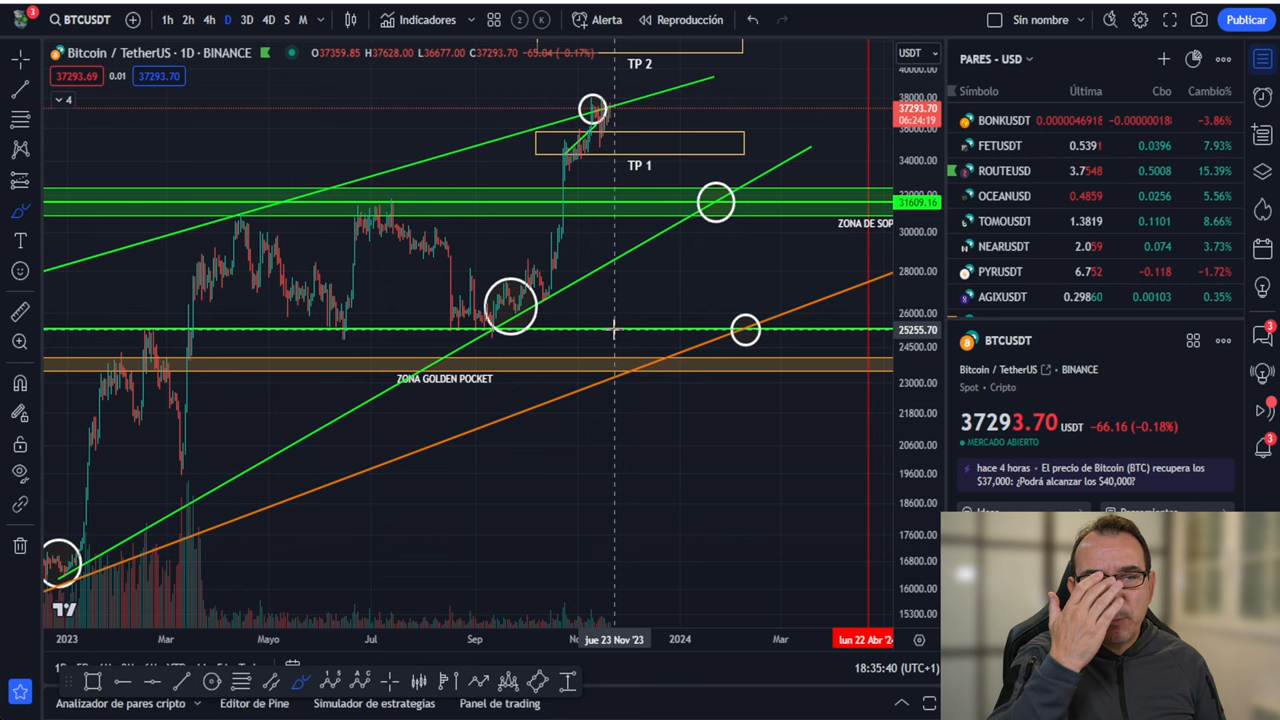 3
BTCUSDT
1h 2h 4h D 3D 4D S M
Indicadores
2 K
Alerta
Reproducción
Sin nombre
Publicar
Bitcoin / TetherUS · 1D · BINANCE
O37359.85 H37628.00 L36677.00 C37293.70 −65.04 (−0.17%)
37293.69 0.01 37293.70
4
USDT
TP 2
TP 1
ZONA DE SOP
ZONA GOLDEN POCKET
40000.00
38000.00
37293.70
06:24:19
36000.00
34000.00
32000.00
31609.16
30000.00
28000.00
26000.00
25255.70
24500.00
23000.00
21800.00
20600.00
19600.00
18600.00
17600.00
16800.00
16000.00
15300.00
2023 Mar Mayo Jul Sep jue 23 Nov '23 2024 Mar lun 22 Abr '2
18:35:40 (UTC+1)
Analizador de pares cripto
Editor de Pine
Simulador de estrategias
Panel de trading
PARES - USD
Símbolo Última Cbo Cambio%
BONKUSDT 0.0000046918 −0.00000018 −3.86%
FETUSDT 0.5391 0.0396 7.93%
ROUTEUSD 3.7548 0.5008 15.39%
OCEANUSD 0.4859 0.0256 5.56%
TOMOUSDT 1.3819 0.1101 8.66%
NEARUSDT 2.059 0.074 3.73%
PYRUSDT 6.752 −0.118 −1.72%
AGIXUSDT 0.29860 0.00103 0.35%
BTCUSDT
Bitcoin / TetherUS · BINANCE
Spot · Cripto
37293.70 USDT −66.16 (−0.18%)
MERCADO ABIERTO
hace 4 horas · El precio de Bitcoin (BTC) recupera los
$37,000: ¿Podrá alcanzar los $40,000?
3
3